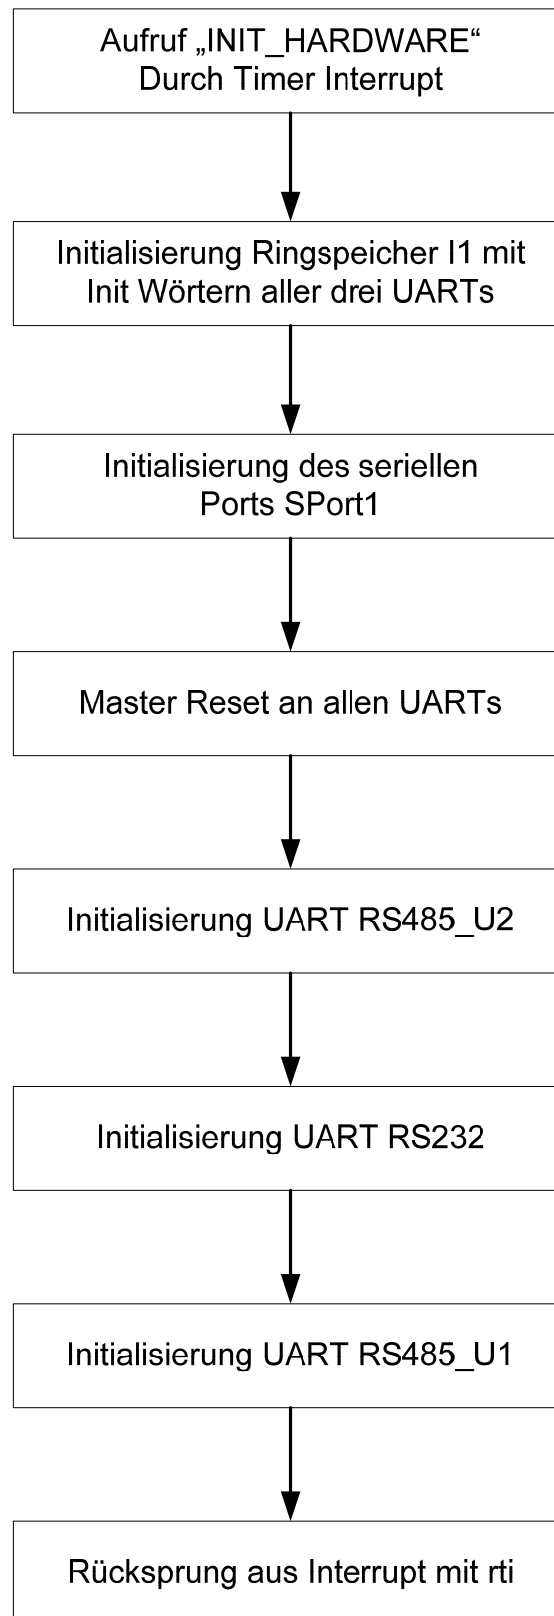 Aufruf „INIT_HARDWARE“
Durch Timer Interrupt
Initialisierung Ringspeicher I1 mit
Init Wörtern aller drei UARTs
Initialisierung des seriellen
Ports SPort1
Master Reset an allen UARTs
Initialisierung UART RS485_U2
Initialisierung UART RS232
Initialisierung UART RS485_U1
Rücksprung aus Interrupt mit rti